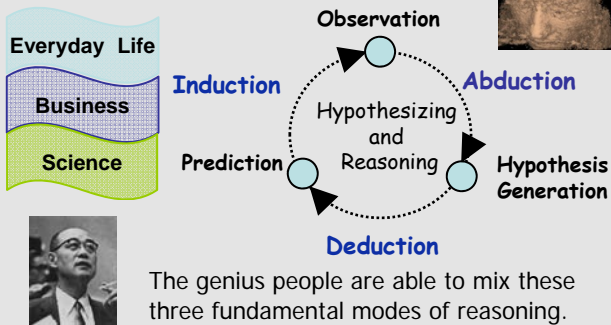 Observation
Everyday Life
Induction
Abduction
Business
Hypothesizing
and
Reasoning
Science
Prediction
Hypothesis
Generation
Deduction
The genius people are able to mix these
three fundamental modes of reasoning.